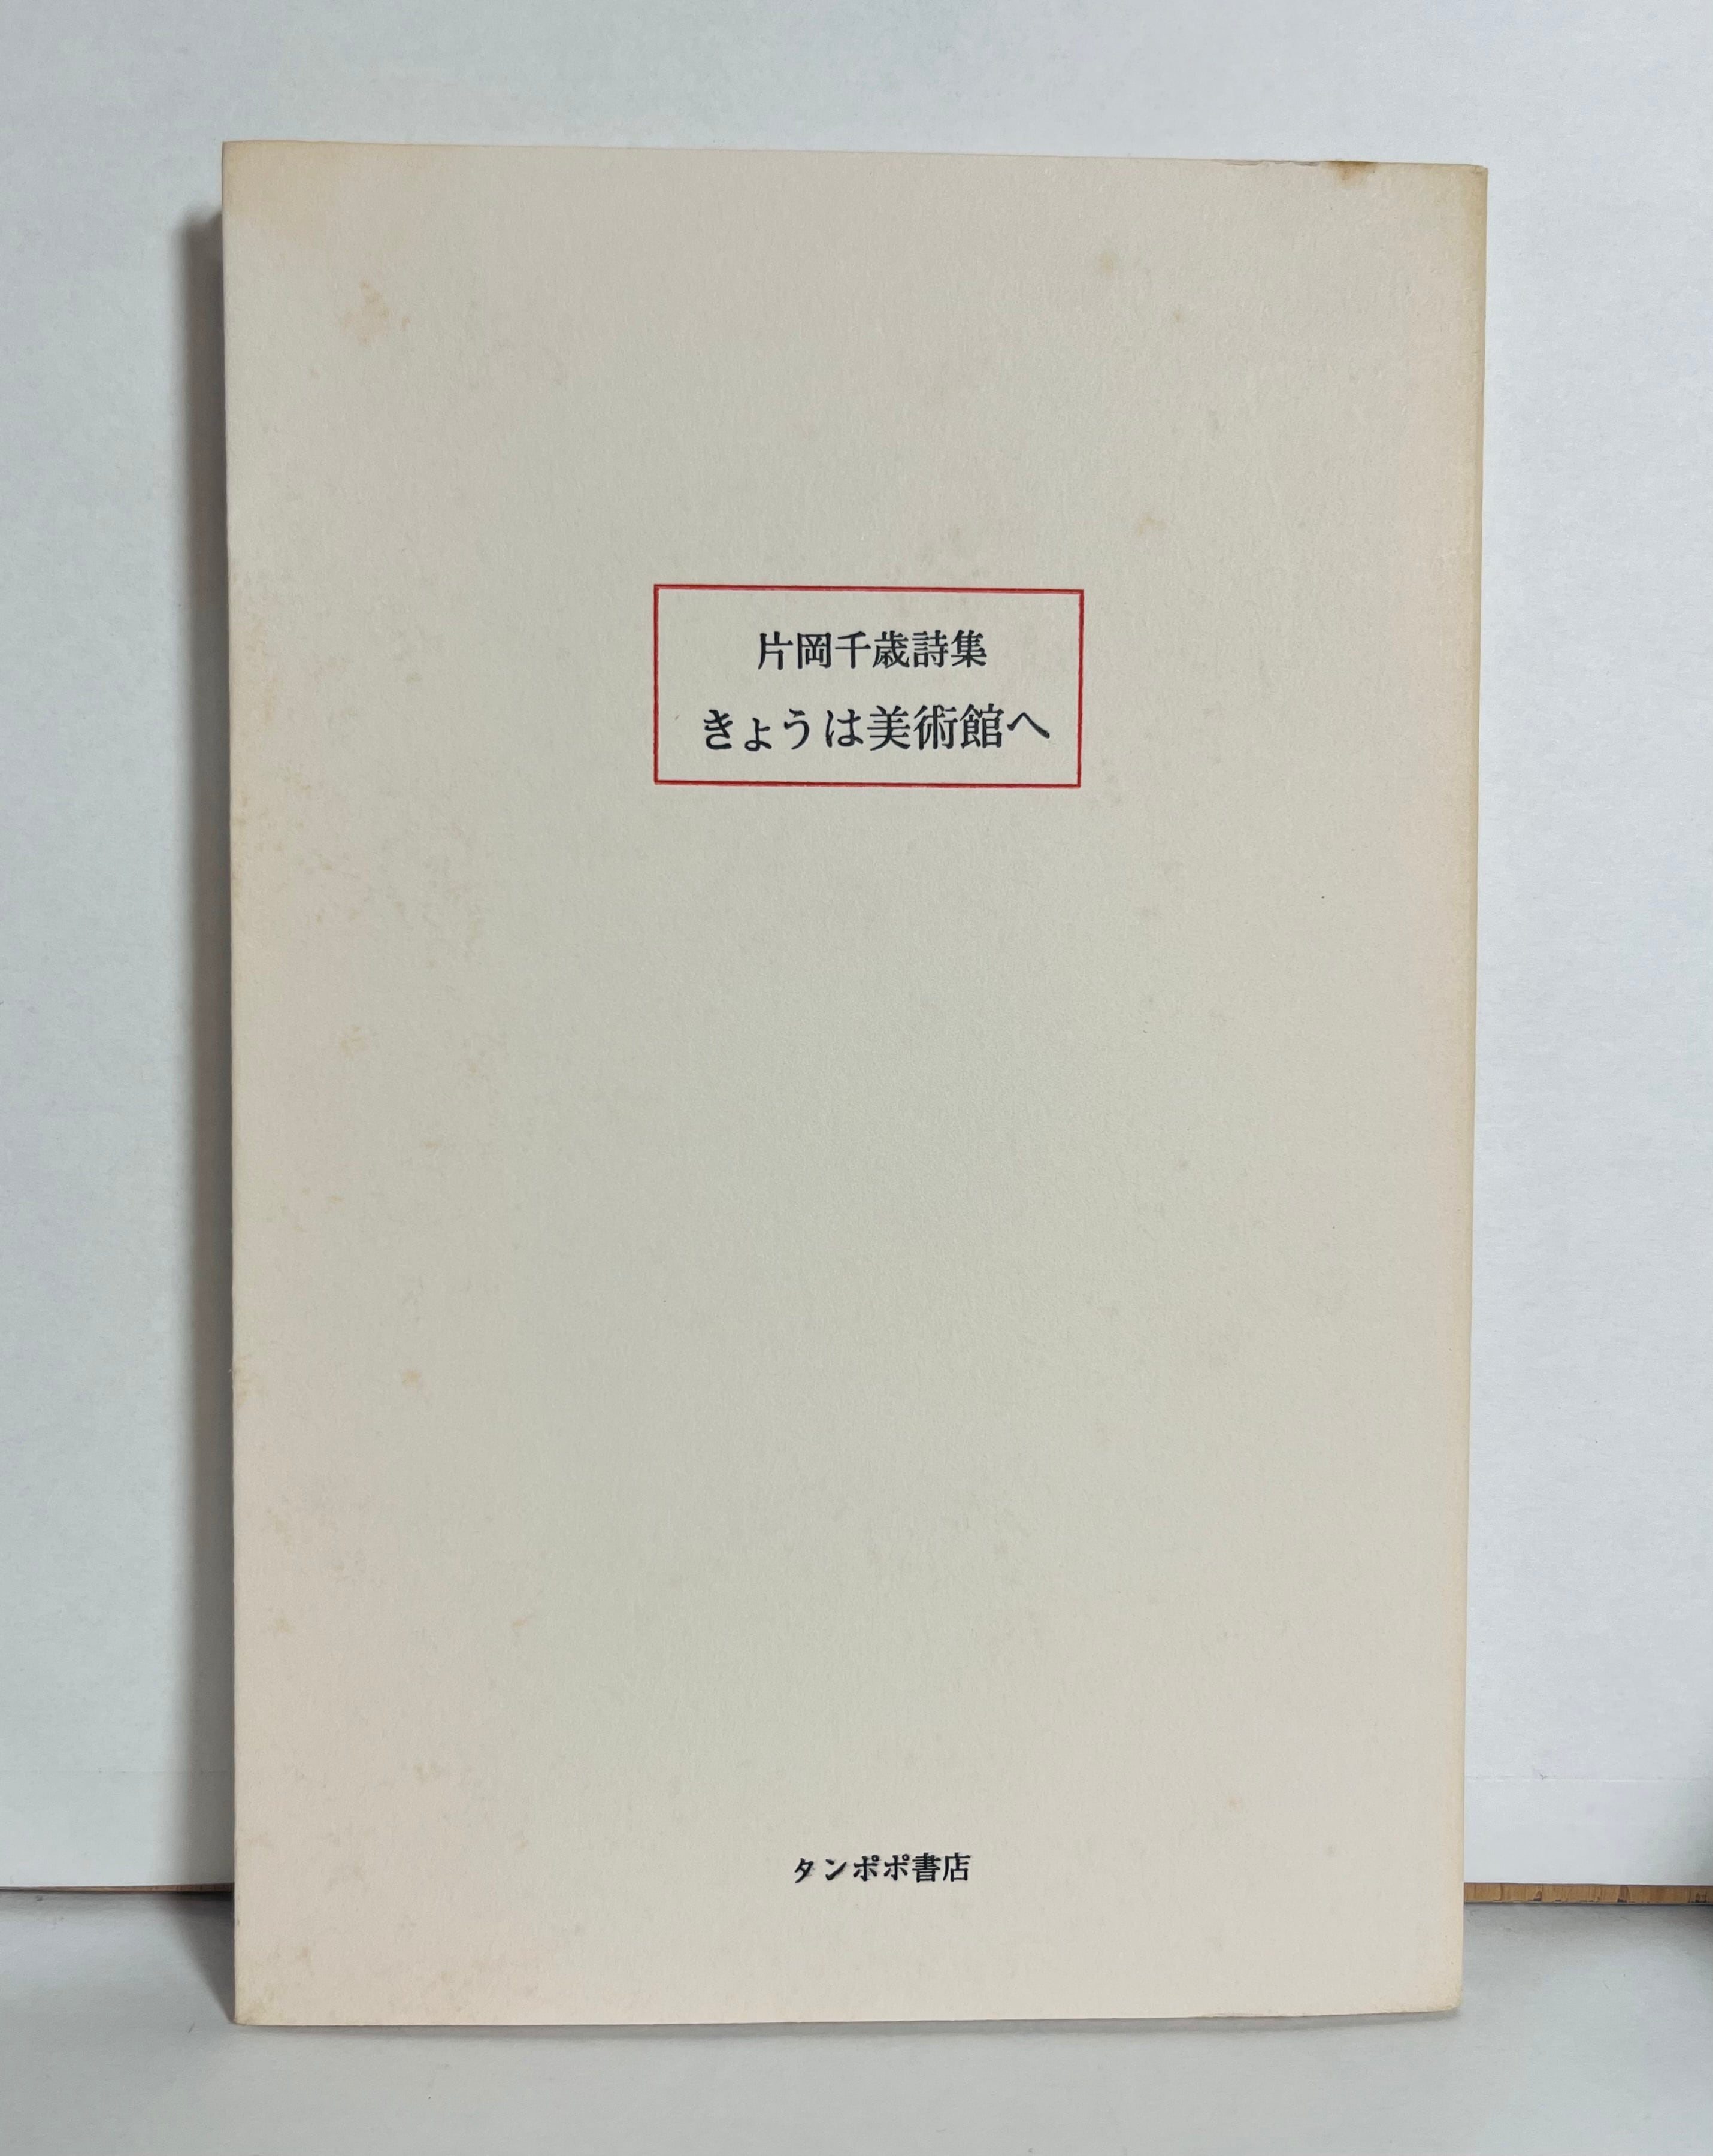 片岡千歳詩集
きょうは美術館へ
タンポポ書店